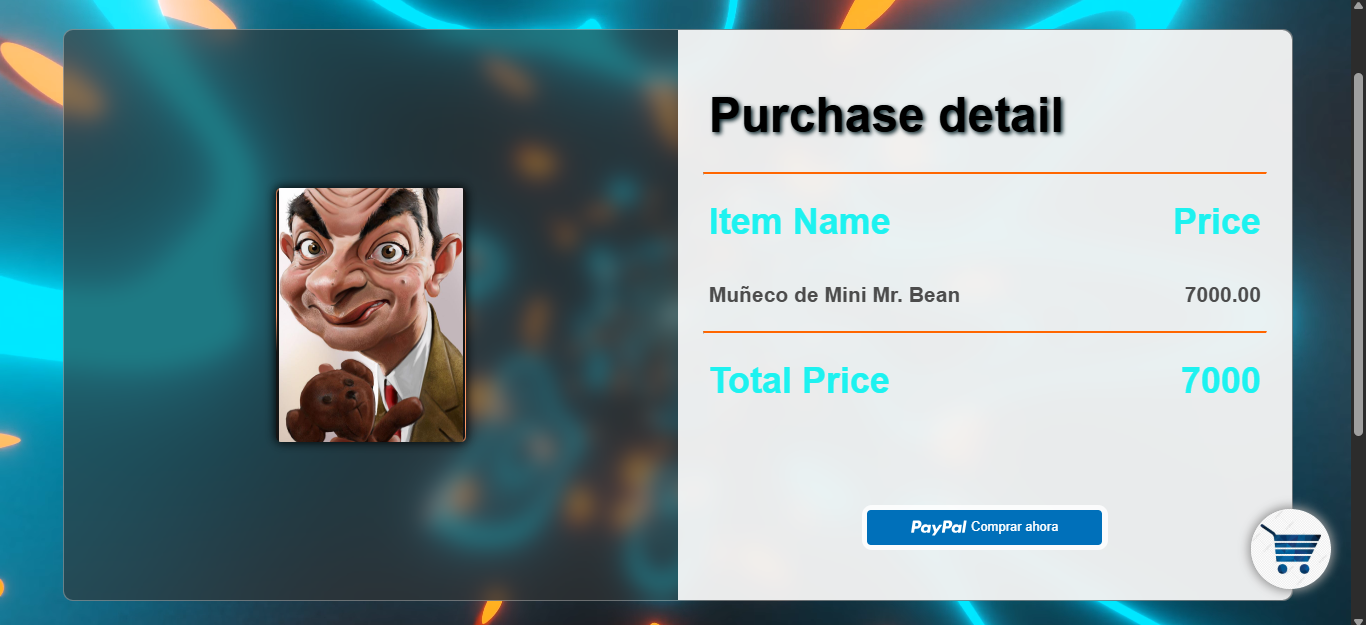 Purchase detail
Item Name Price
Muñeco de Mini Mr. Bean 7000.00
Total Price 7000
PayPal Comprar ahora